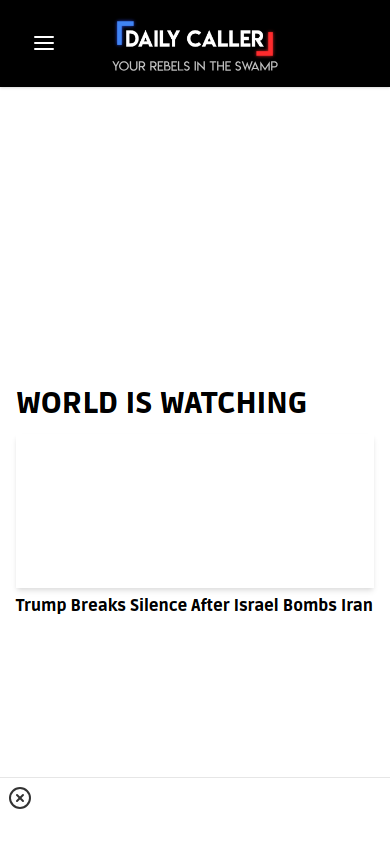 DAILY CALLER
YOUR REBELS IN THE SWAMP
WORLD IS WATCHING
Trump Breaks Silence After Israel Bombs Iran